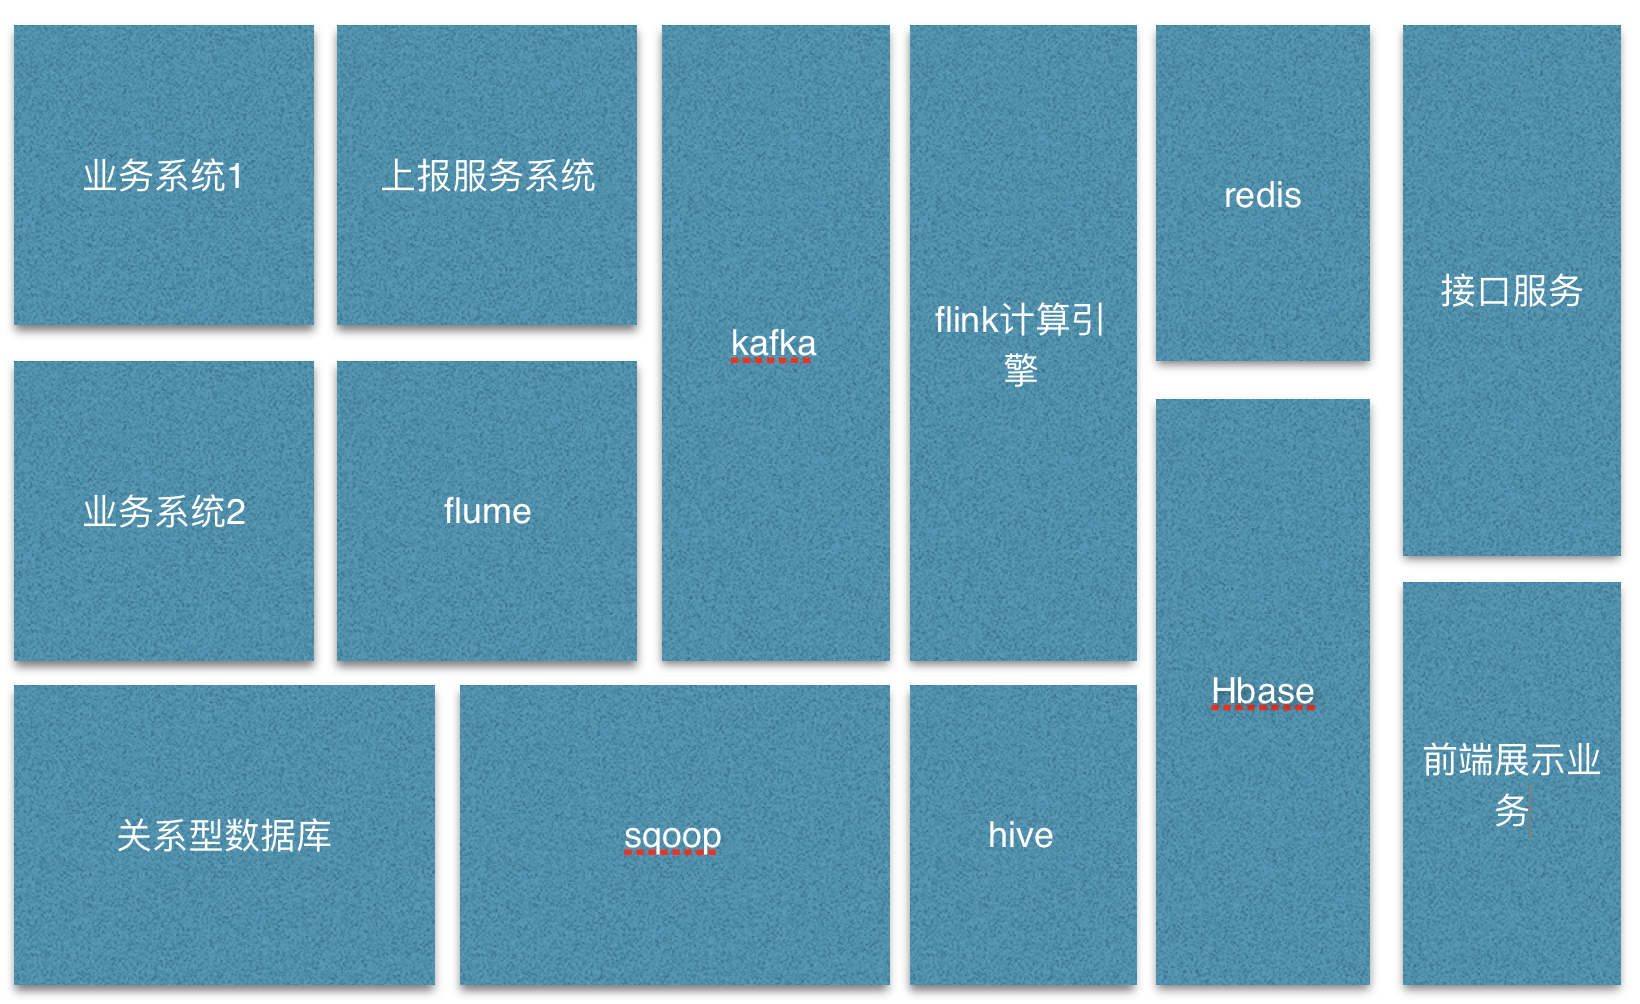 业务系统1
上报服务系统
kafka
flink计算引
擎
redis
接口服务
业务系统2
flume
Hbase
前端展示业
务
关系型数据库
sqoop
hive